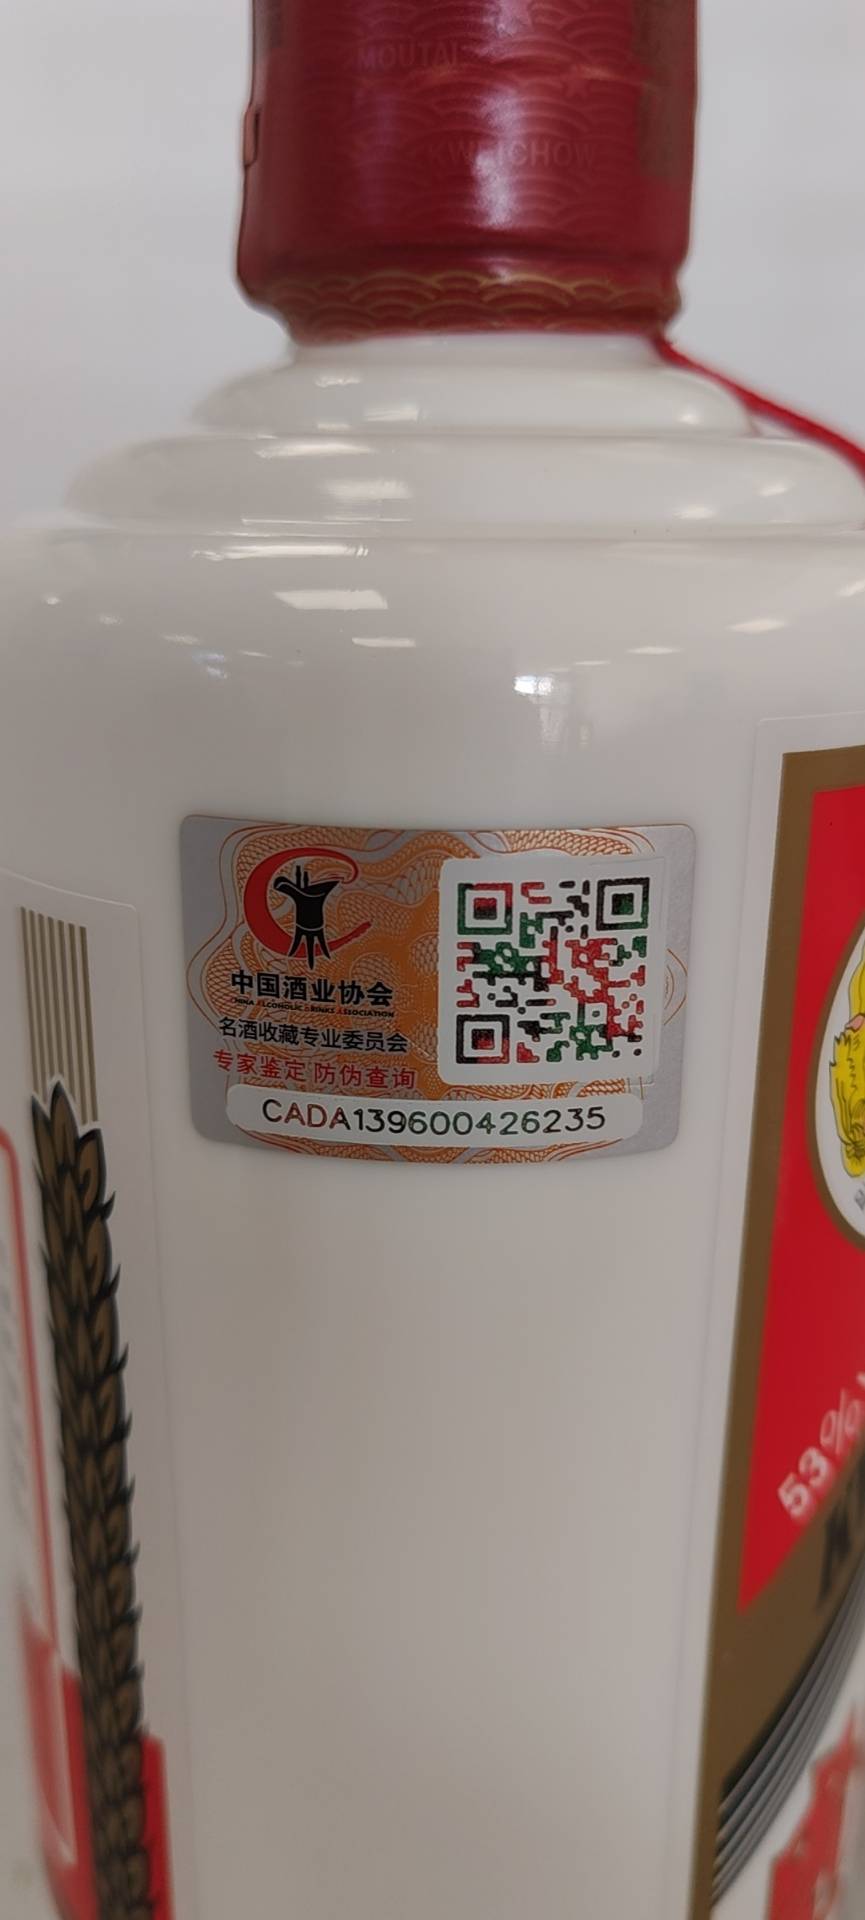 MOUTAI
KWEICHOW
中国酒业协会
CHINA ALCOHOLIC DRINKS ASSOCIATION
名酒收藏专业委员会
专家鉴定 防伪查询
CADA139600426235
53%